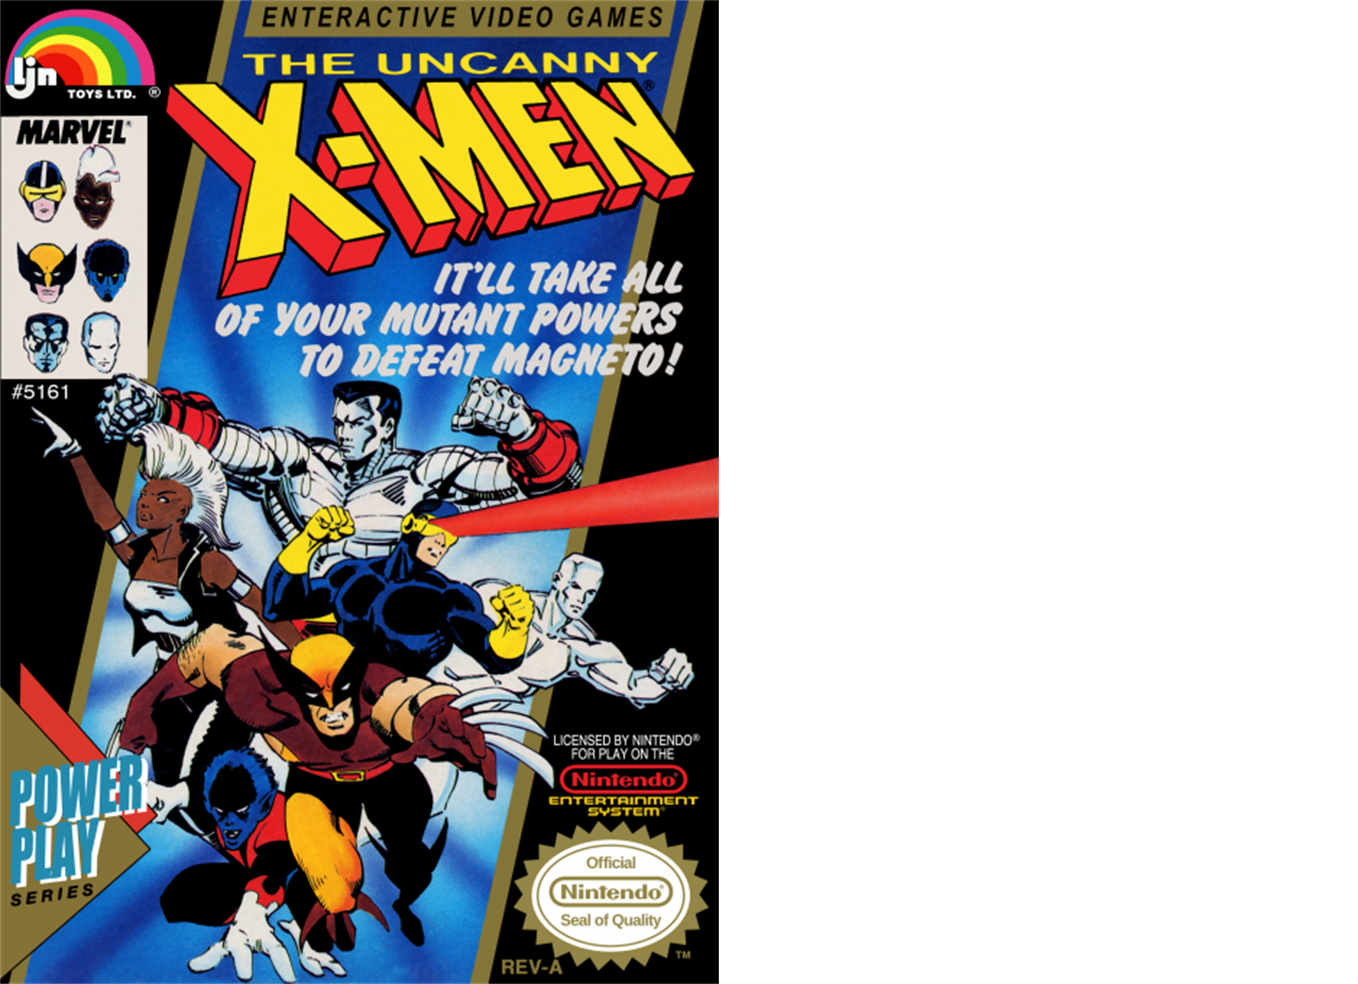 ENTERACTIVE VIDEO GAMES
THE UNCANNY
X-MEN®
ljn
TOYS LTD. ®
MARVEL®
#5161
IT'LL TAKE ALL
OF YOUR MUTANT POWERS
TO DEFEAT MAGNETO!
LICENSED BY NINTENDO®
FOR PLAY ON THE
Nintendo®
ENTERTAINMENT
SYSTEM®
POWER
PLAY
SERIES
Official
Nintendo®
Seal of Quality
TM
REV-A